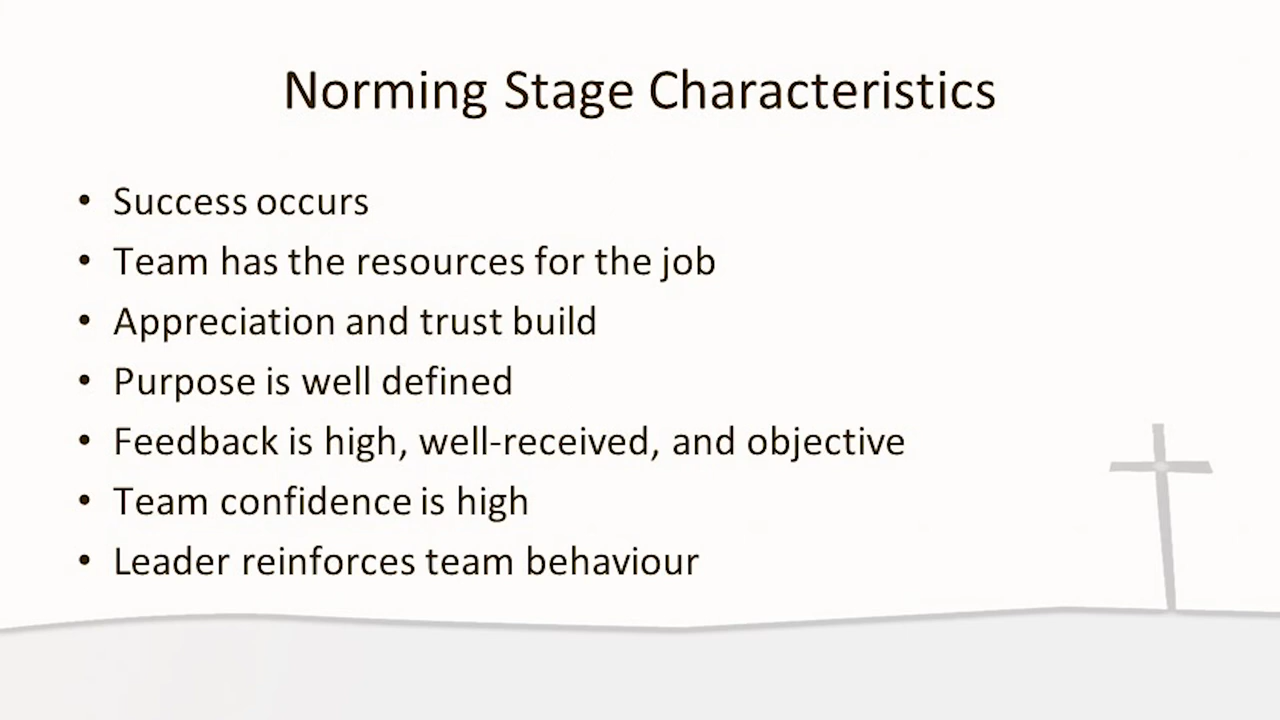 Norming Stage Characteristics
• Success occurs
• Team has the resources for the job
• Appreciation and trust build
• Purpose is well defined
• Feedback is high, well-received, and objective
• Team confidence is high
• Leader reinforces team behaviour